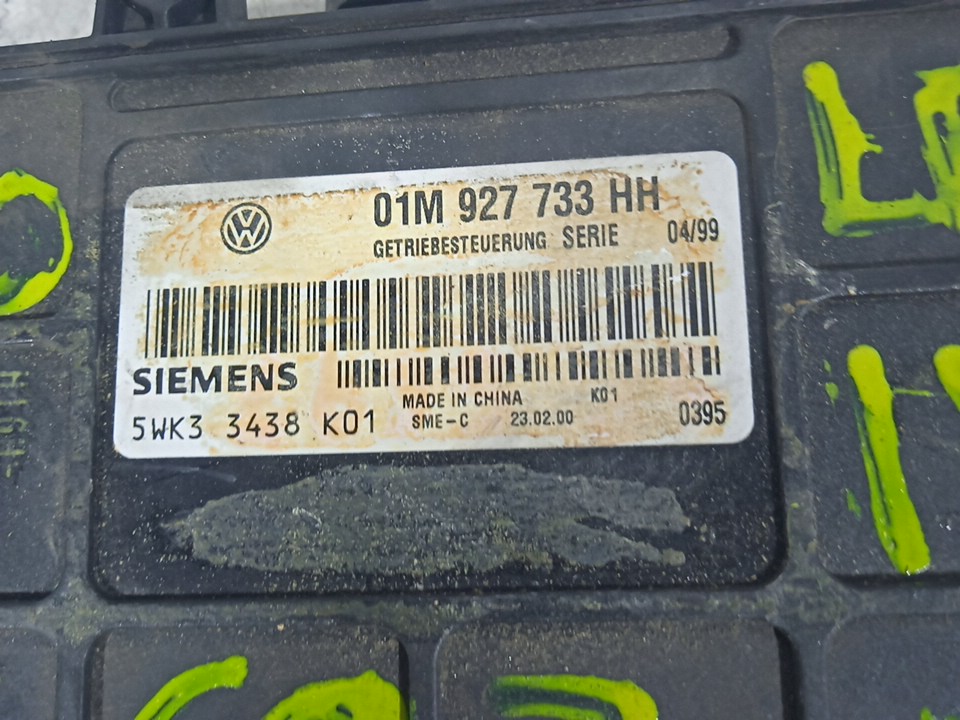 01M 927 733 HH
GETRIEBESTEUERUNG SERIE 04/99
SIEMENS
MADE IN CHINA K01
5WK3 3438 K01 SME-C 23.02.00 0395